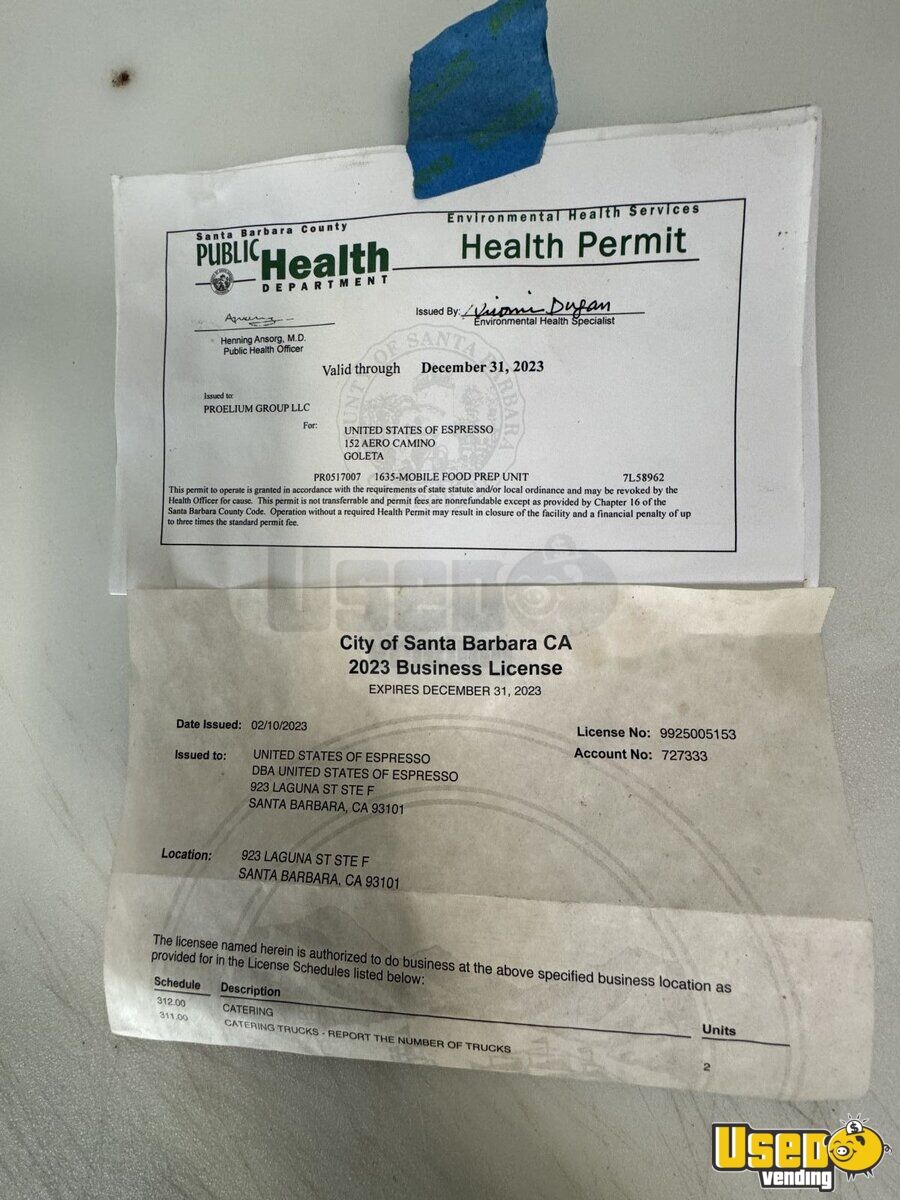 Santa Barbara County
PUBLIC Health
DEPARTMENT
Environmental Health Services
Health Permit
Henning Ansorg, M.D.
Public Health Officer
Issued By:
Environmental Health Specialist
Valid through December 31, 2023
Issued to:
PROELIUM GROUP LLC
For:
UNITED STATES OF ESPRESSO
152 AERO CAMINO
GOLETA
PR0517007 1635-MOBILE FOOD PREP UNIT 7L58962
This permit to operate is granted in accordance with the requirements of state statute and/or local ordinance and may be revoked by the
Health Officer for cause. This permit is not transferrable and permit fees are nonrefundable except as provided by Chapter 16 of the
Santa Barbara County Code. Operation without a required Health Permit may result in closure of the facility and a financial penalty of up
to three times the standard permit fee.
City of Santa Barbara CA
2023 Business License
EXPIRES DECEMBER 31, 2023
Date Issued: 02/10/2023
License No: 9925005153
Account No: 727333
Issued to: UNITED STATES OF ESPRESSO
DBA UNITED STATES OF ESPRESSO
923 LAGUNA ST STE F
SANTA BARBARA, CA 93101
Location: 923 LAGUNA ST STE F
SANTA BARBARA, CA 93101
The licensee named herein is authorized to do business at the above specified business location as
provided for in the License Schedules listed below:
Schedule Description Units
312.00 CATERING
311.00 CATERING TRUCKS - REPORT THE NUMBER OF TRUCKS 2
Used
vending